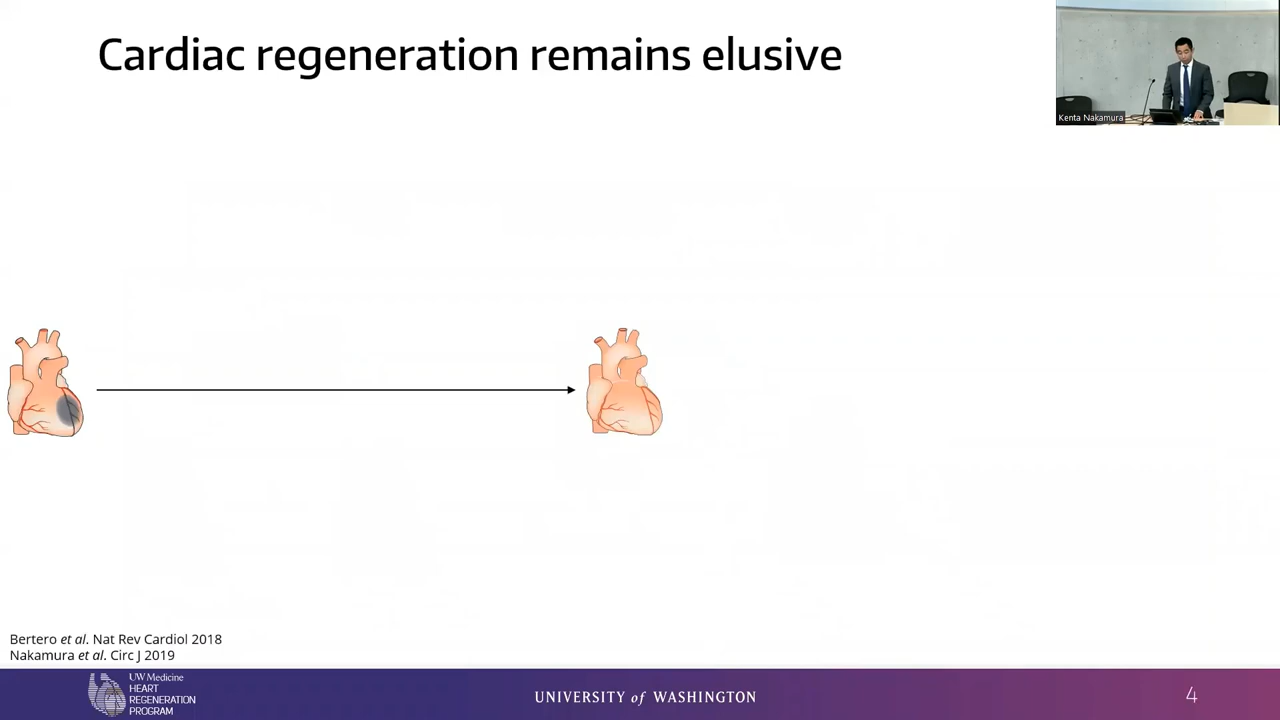 Cardiac regeneration remains elusive
Kenta Nakamura
Bertero et al. Nat Rev Cardiol 2018
Nakamura et al. Circ J 2019
UW Medicine
HEART
REGENERATION
PROGRAM
UNIVERSITY of WASHINGTON
4